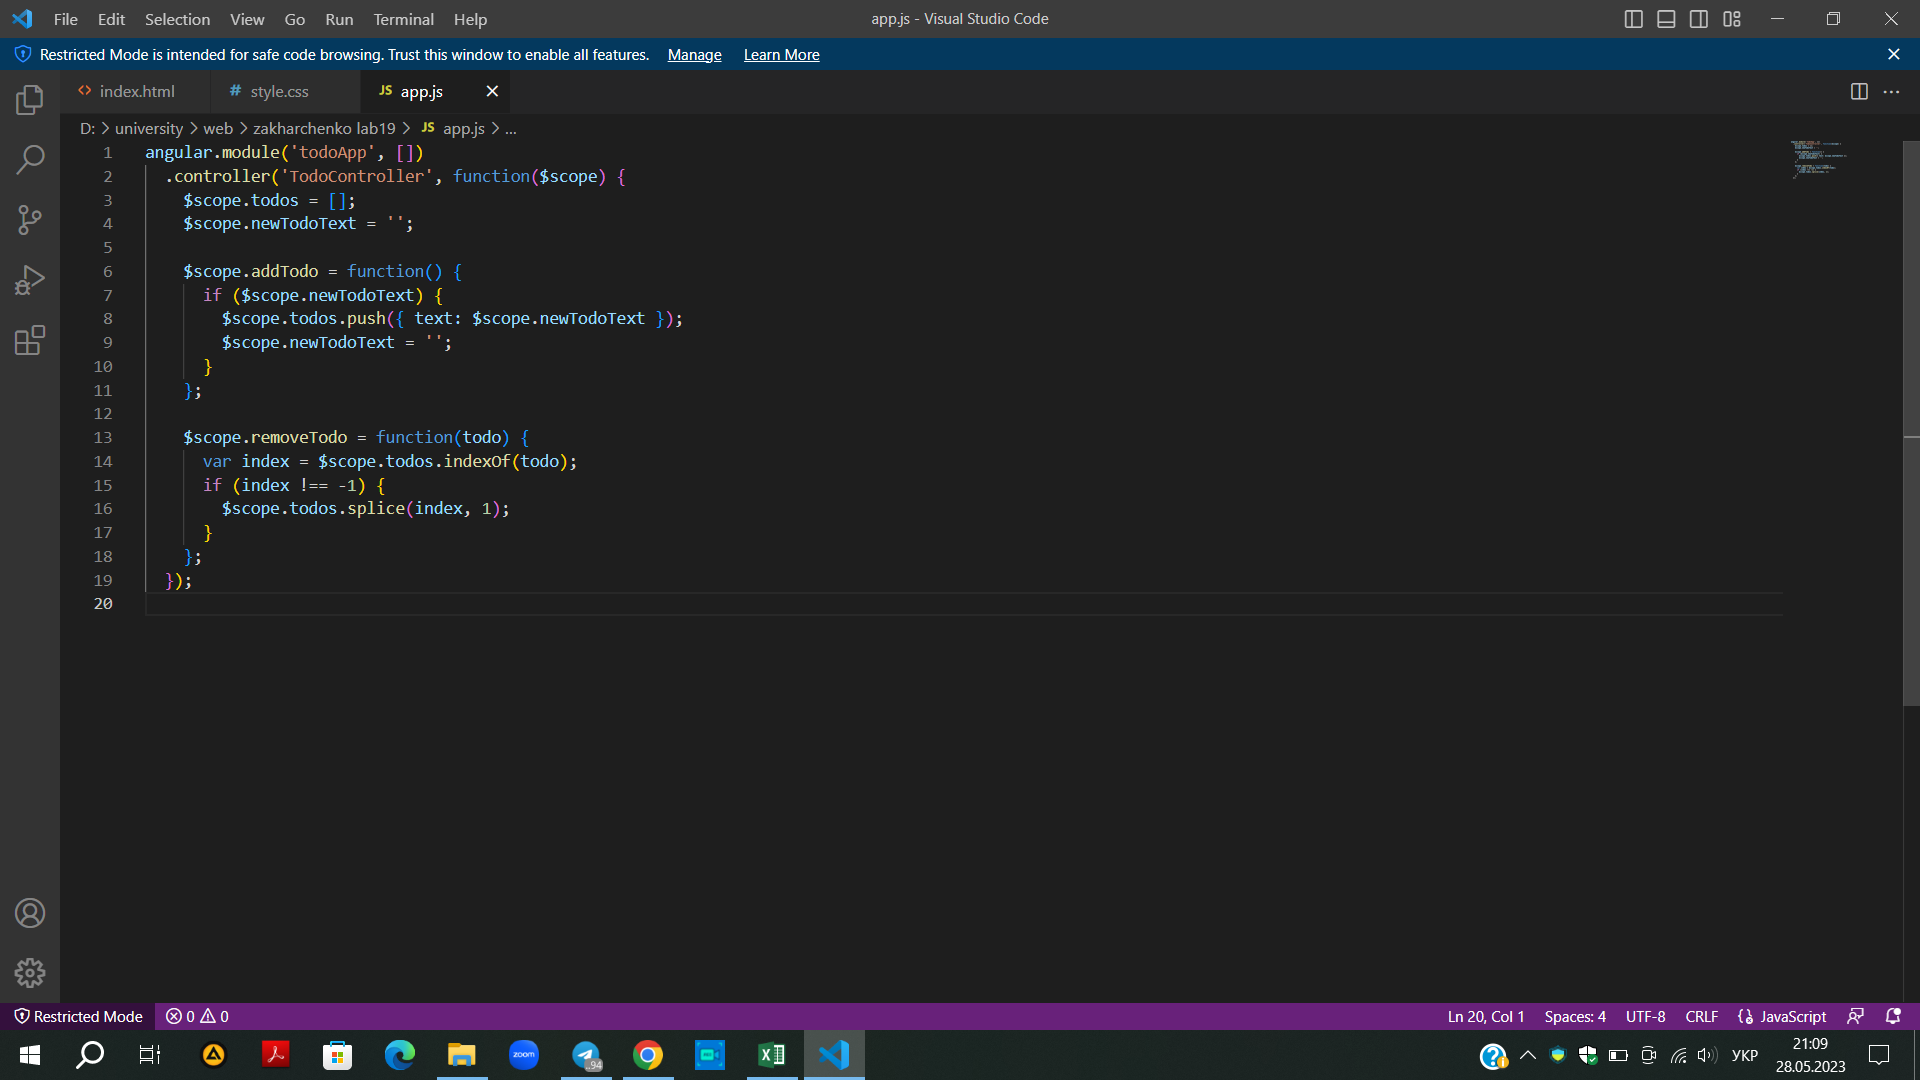 File Edit Selection View Go Run Terminal Help
app.js - Visual Studio Code
Restricted Mode is intended for safe code browsing. Trust this window to enable all features. Manage Learn More
index.html
# style.css
JS app.js
D: > university > web > zakharchenko lab19 > JS app.js > ...
1 angular.module('todoApp', [])
2 .controller('TodoController', function($scope) {
3 $scope.todos = [];
4 $scope.newTodoText = '';
5
6 $scope.addTodo = function() {
7 if ($scope.newTodoText) {
8 $scope.todos.push({ text: $scope.newTodoText });
9 $scope.newTodoText = '';
10 }
11 };
12
13 $scope.removeTodo = function(todo) {
14 var index = $scope.todos.indexOf(todo);
15 if (index !== -1) {
16 $scope.todos.splice(index, 1);
17 }
18 };
19 });
20
Restricted Mode 0 0
Ln 20, Col 1 Spaces: 4 UTF-8 CRLF {} JavaScript
zoom
УКР
21:09
28.05.2023